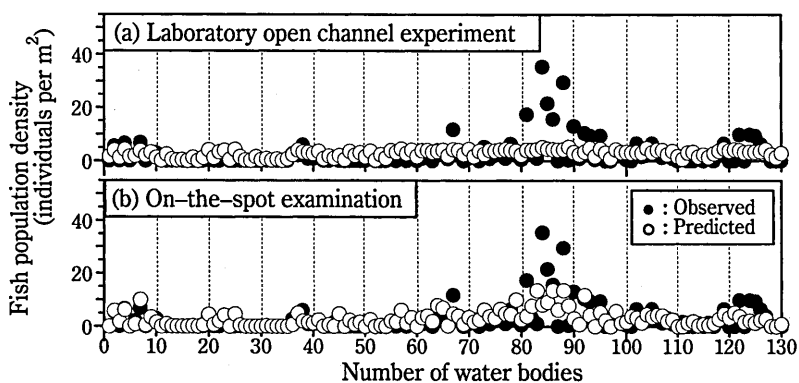 Fish population density
(individuals per m²)
(a) Laboratory open channel experiment
40
20
0
(b) On–the–spot examination
● : Observed
○ : Predicted
40
20
0
0 10 20 30 40 50 60 70 80 90 100 110 120 130
Number of water bodies